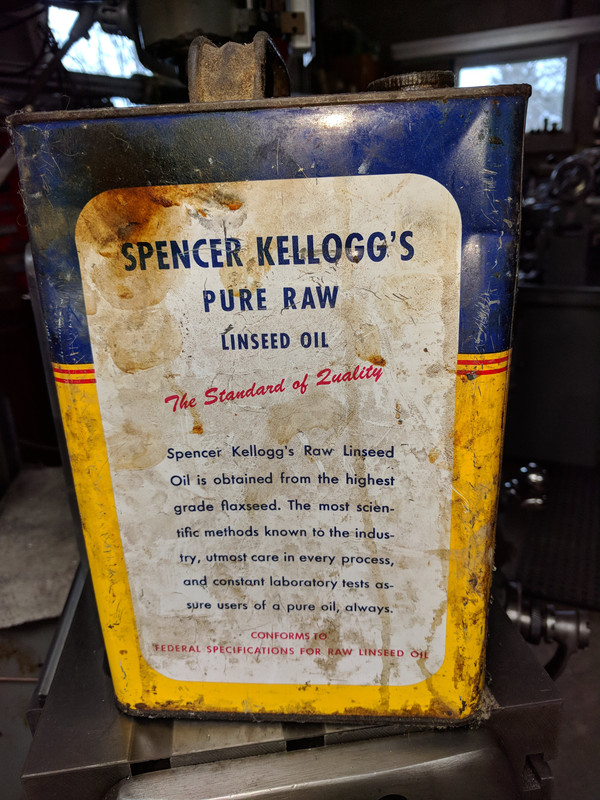 SPENCER KELLOGG'S
PURE RAW
LINSEED OIL
The Standard of Quality
Spencer Kellogg's Raw Linseed
Oil is obtained from the highest
grade flaxseed. The most scien-
tific methods known to the indus-
try, utmost care in every process,
and constant laboratory tests as-
sure users of a pure oil, always.
CONFORMS TO
FEDERAL SPECIFICATIONS FOR RAW LINSEED OIL